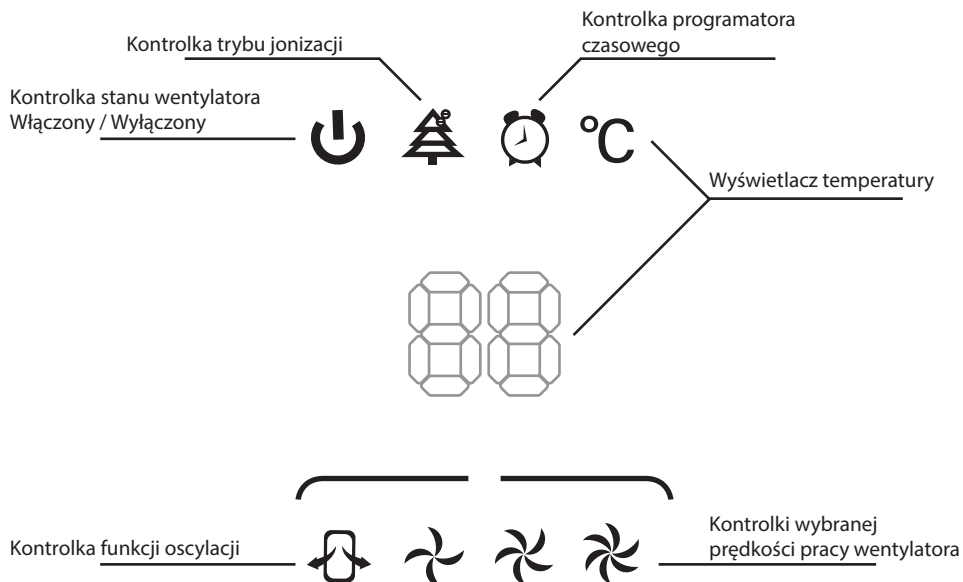 Kontrolka programatora
czasowego
Kontrolka trybu jonizacji
Kontrolka stanu wentylatora
Włączony / Wyłączony
°C
Wyświetlacz temperatury
88
Kontrolka funkcji oscylacji
Kontrolki wybranej
prędkości pracy wentylatora